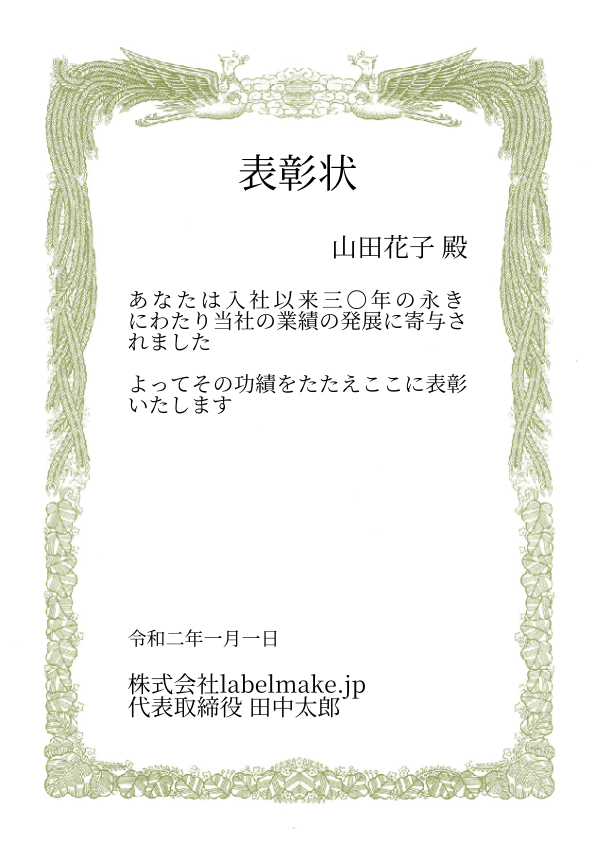 表彰状
山田花子 殿
あなたは入社以来三〇年の永き
にわたり当社の業績の発展に寄与さ
れました
よってその功績をたたえここに表彰
いたします
令和二年一月一日
株式会社labelmake.jp
代表取締役 田中太郎